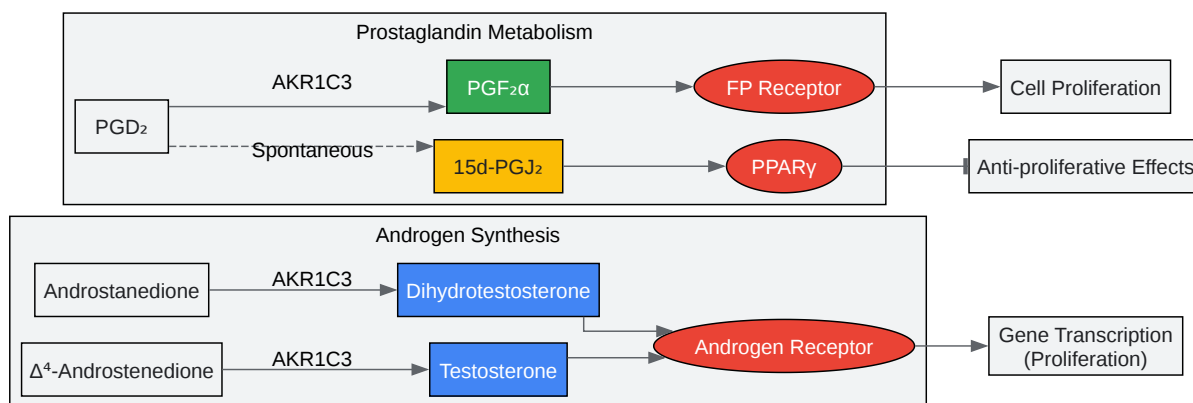 Prostaglandin Metabolism
AKR1C3
PGF₂α
FP Receptor
Cell Proliferation
PGD₂
Spontaneous
15d-PGJ₂
PPARγ
Anti-proliferative Effects
Androgen Synthesis
Androstanedione
AKR1C3
Dihydrotestosterone
Androgen Receptor
Gene Transcription
(Proliferation)
Δ⁴-Androstenedione
AKR1C3
Testosterone